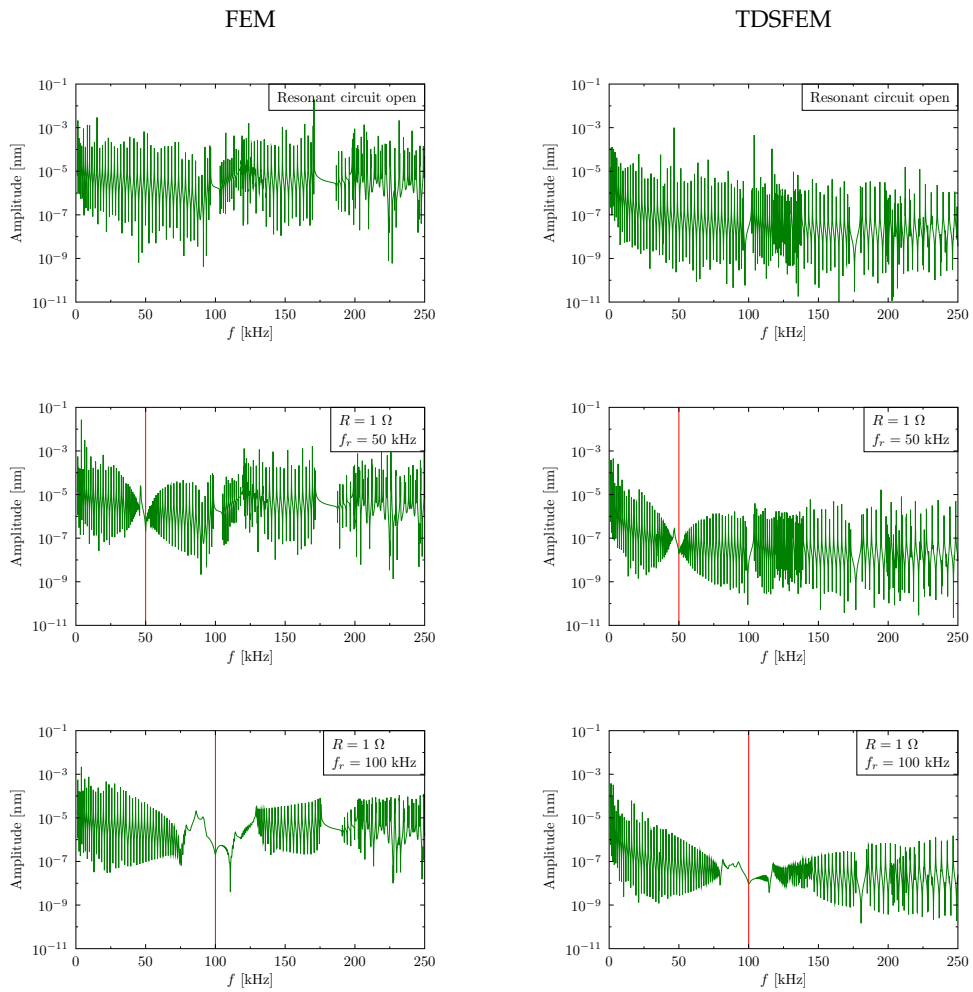 FEM
TDSFEM
Resonant circuit open
Amplitude [nm]
10⁻¹
10⁻³
10⁻⁵
10⁻⁷
10⁻⁹
10⁻¹¹
0 50 100 150 200 250
f [kHz]
Resonant circuit open
Amplitude [nm]
10⁻¹
10⁻³
10⁻⁵
10⁻⁷
10⁻⁹
10⁻¹¹
0 50 100 150 200 250
f [kHz]
R = 1 Ω
f_r = 50 kHz
Amplitude [nm]
10⁻¹
10⁻³
10⁻⁵
10⁻⁷
10⁻⁹
10⁻¹¹
0 50 100 150 200 250
f [kHz]
R = 1 Ω
f_r = 50 kHz
Amplitude [nm]
10⁻¹
10⁻³
10⁻⁵
10⁻⁷
10⁻⁹
10⁻¹¹
0 50 100 150 200 250
f [kHz]
R = 1 Ω
f_r = 100 kHz
Amplitude [nm]
10⁻¹
10⁻³
10⁻⁵
10⁻⁷
10⁻⁹
10⁻¹¹
0 50 100 150 200 250
f [kHz]
R = 1 Ω
f_r = 100 kHz
Amplitude [nm]
10⁻¹
10⁻³
10⁻⁵
10⁻⁷
10⁻⁹
10⁻¹¹
0 50 100 150 200 250
f [kHz]